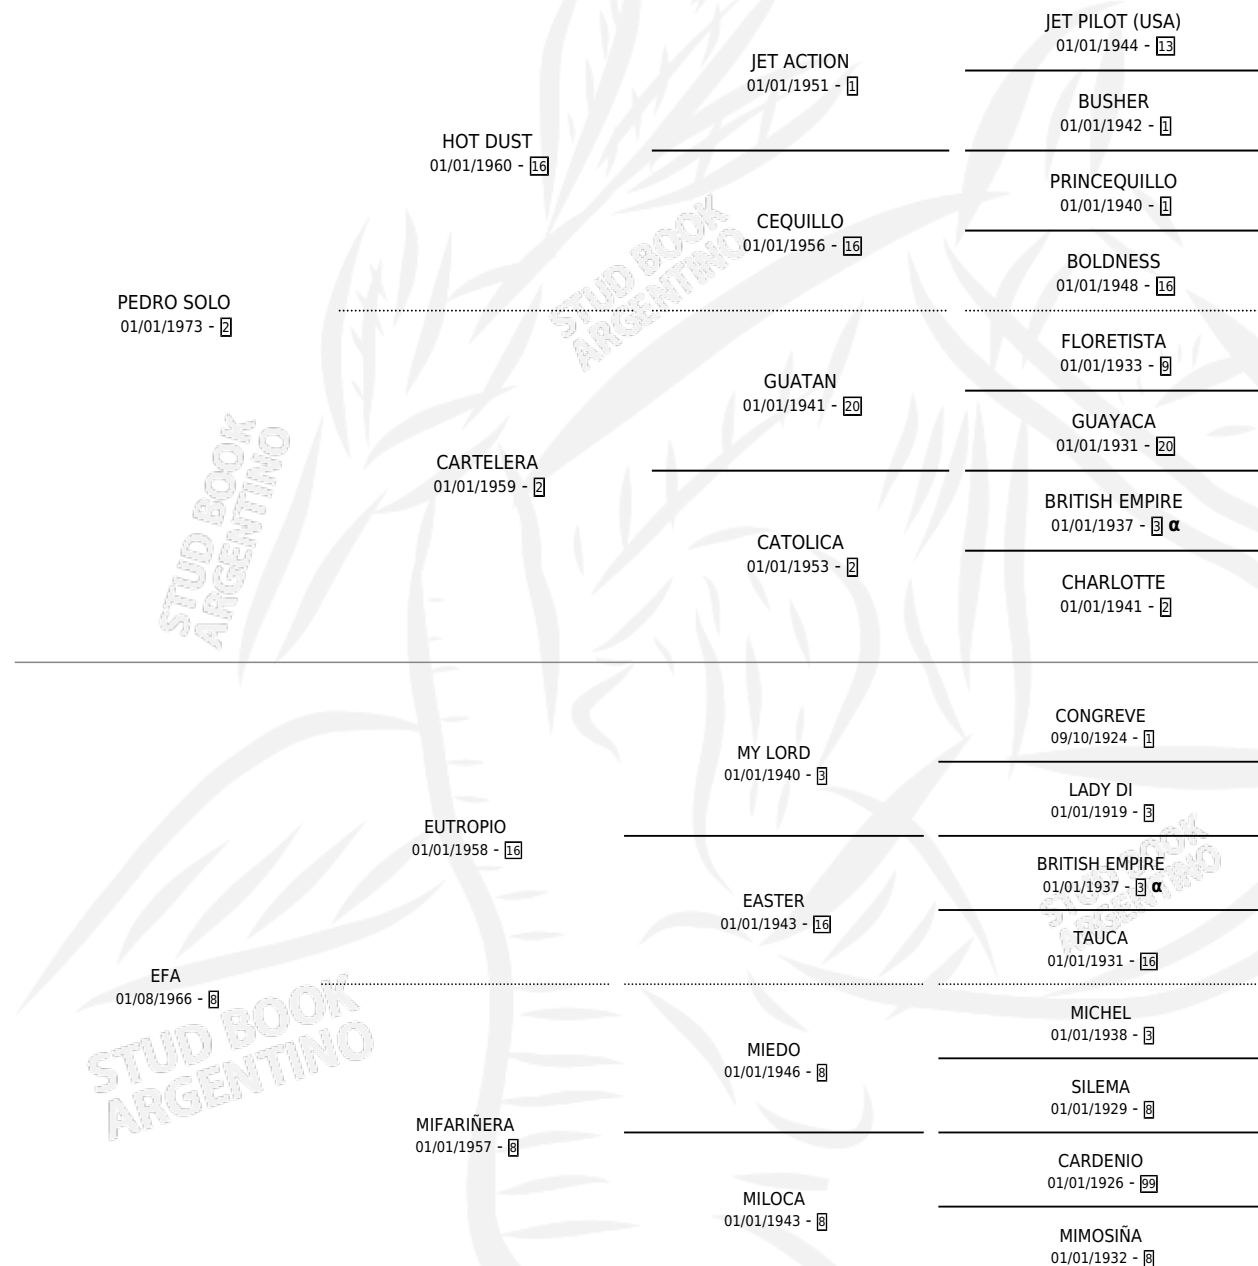 JET PILOT (USA)
01/01/1944 - 13
JET ACTION
01/01/1951 - 1
BUSHER
01/01/1942 - 1
HOT DUST
01/01/1960 - 16
PRINCEQUILLO
01/01/1940 - 1
CEQUILLO
01/01/1956 - 16
BOLDNESS
01/01/1948 - 16
PEDRO SOLO
01/01/1973 - 2
FLORETISTA
01/01/1933 - 9
GUATAN
01/01/1941 - 20
GUAYACA
01/01/1931 - 20
CARTELERA
01/01/1959 - 2
BRITISH EMPIRE
01/01/1937 - 3 α
CATOLICA
01/01/1953 - 2
CHARLOTTE
01/01/1941 - 2
CONGREVE
09/10/1924 - 1
MY LORD
01/01/1940 - 3
LADY DI
01/01/1919 - 3
EUTROPIO
01/01/1958 - 16
BRITISH EMPIRE
01/01/1937 - 3 α
EASTER
01/01/1943 - 16
TAUCA
01/01/1931 - 16
EFA
01/08/1966 - 8
MICHEL
01/01/1938 - 3
MIEDO
01/01/1946 - 8
SILEMA
01/01/1929 - 8
MIFARIÑERA
01/01/1957 - 8
CARDENIO
01/01/1926 - 99
MILOCA
01/01/1943 - 8
MIMOSIÑA
01/01/1932 - 8
STUD BOOK
ARGENTINO
STUD BOOK
ARGENTINO
STUD BOOK
ARGENTINO
STUD BOOK
ARGENTINO